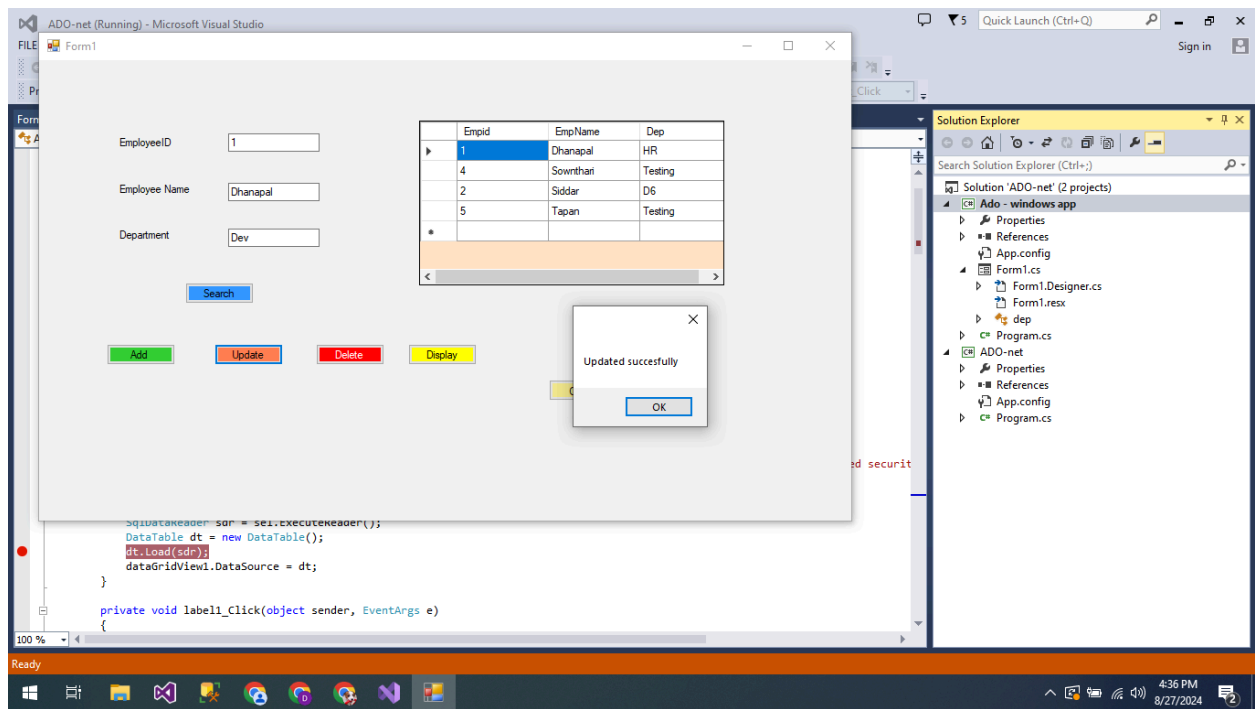 ADO-net (Running) - Microsoft Visual Studio
5
Quick Launch (Ctrl+Q)
FILE
Form1
Sign in
_Click
Solution Explorer
EmployeeID
1
Empid EmpName Dep
1 Dhanapal HR
4 Sownthari Testing
2 Siddar D6
5 Tapan Testing
Employee Name
Dhanapal
Department
Dev
Search
Add
Update
Delete
Display
Updated succesfully
OK
Search Solution Explorer (Ctrl+;)
Solution 'ADO-net' (2 projects)
C# Ado - windows app
Properties
References
App.config
Form1.cs
Form1.Designer.cs
Form1.resx
dep
C# Program.cs
C# ADO-net
Properties
References
App.config
C# Program.cs
ed securit
SqlDataReader sdr = sel.ExecuteReader();
DataTable dt = new DataTable();
dt.Load(sdr);
dataGridView1.DataSource = dt;
}
private void label1_Click(object sender, EventArgs e)
{
100 %
Ready
4:36 PM
8/27/2024
2